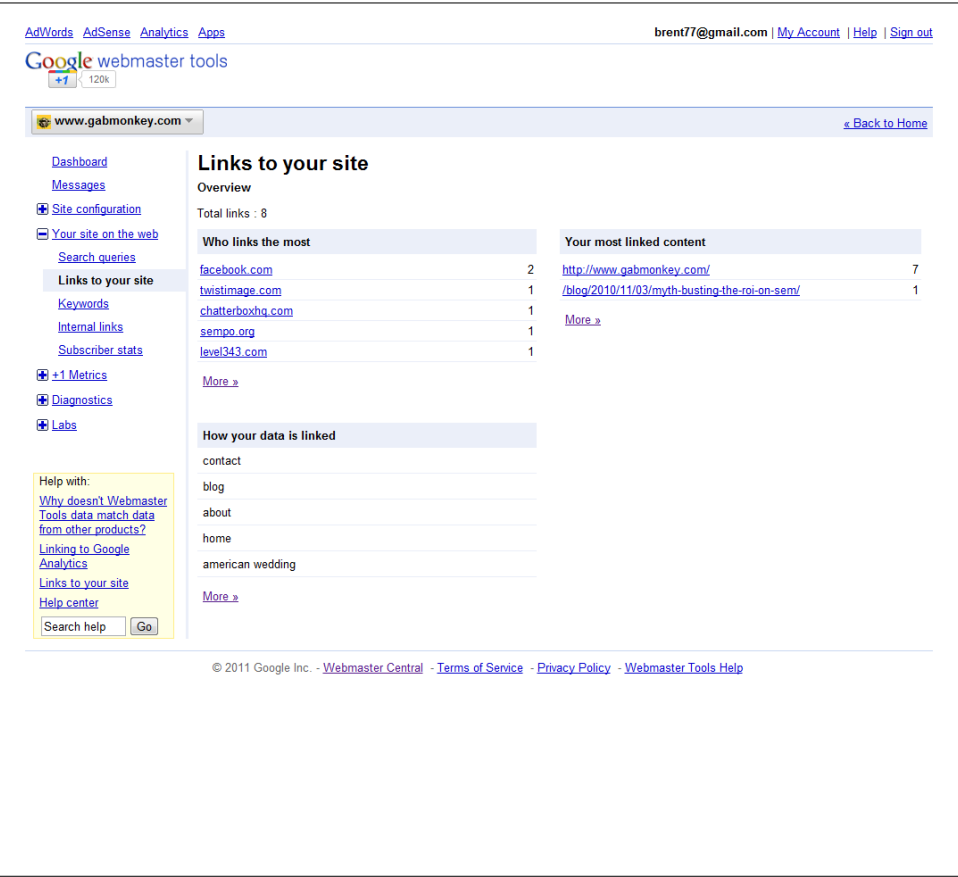 AdWords AdSense Analytics Apps
brent77@gmail.com | My Account | Help | Sign out
Google webmaster tools
+1 120k
www.gabmonkey.com
« Back to Home
Dashboard
Messages
Site configuration
Your site on the web
Search queries
Links to your site
Keywords
Internal links
Subscriber stats
+1 Metrics
Diagnostics
Labs
Help with:
Why doesn't Webmaster
Tools data match data
from other products?
Linking to Google
Analytics
Links to your site
Help center
Search help Go
Links to your site
Overview
Total links : 8
Who links the most
facebook.com 2
twistimage.com 1
chatterboxhq.com 1
sempo.org 1
level343.com 1
More »
Your most linked content
http://www.gabmonkey.com/ 7
/blog/2010/11/03/myth-busting-the-roi-on-sem/ 1
More »
How your data is linked
contact
blog
about
home
american wedding
More »
© 2011 Google Inc. - Webmaster Central - Terms of Service - Privacy Policy - Webmaster Tools Help